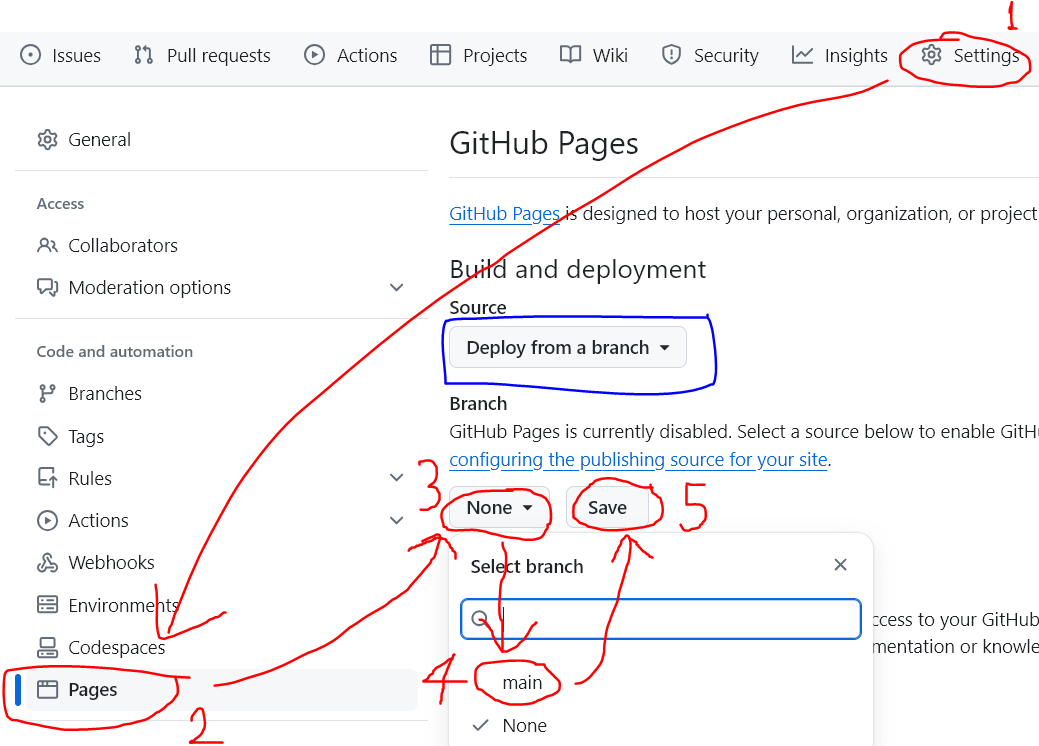 1
Issues Pull requests Actions Projects Wiki Security Insights Settings
General
Access
Collaborators
Moderation options
Code and automation
Branches
Tags
Rules
Actions
Webhooks
Environments
Codespaces
Pages
2
GitHub Pages
GitHub Pages is designed to host your personal, organization, or project
Build and deployment
Source
Deploy from a branch
Branch
GitHub Pages is currently disabled. Select a source below to enable GitHu
configuring the publishing source for your site.
3 None Save 5
Select branch
ccess to your GitHub
mentation or knowle
4 main
None